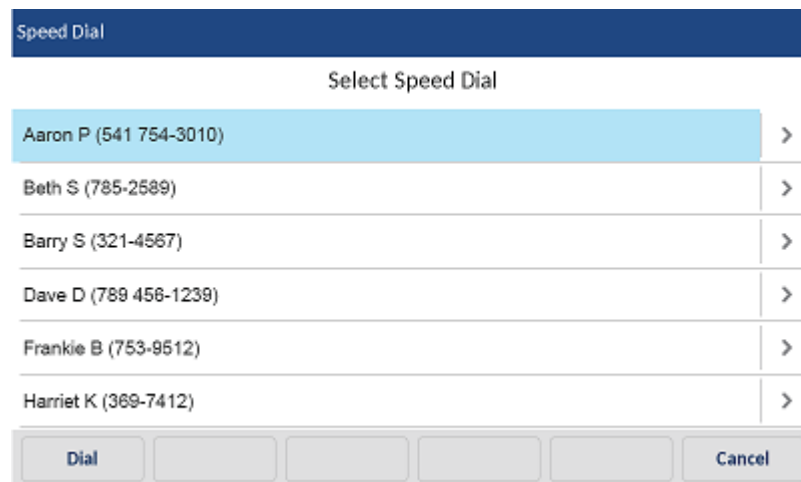 Speed Dial
Select Speed Dial
Aaron P (541 754-3010)
Beth S (785-2589)
Barry S (321-4567)
Dave D (789 456-1239)
Frankie B (753-9512)
Harriet K (369-7412)
Dial Cancel